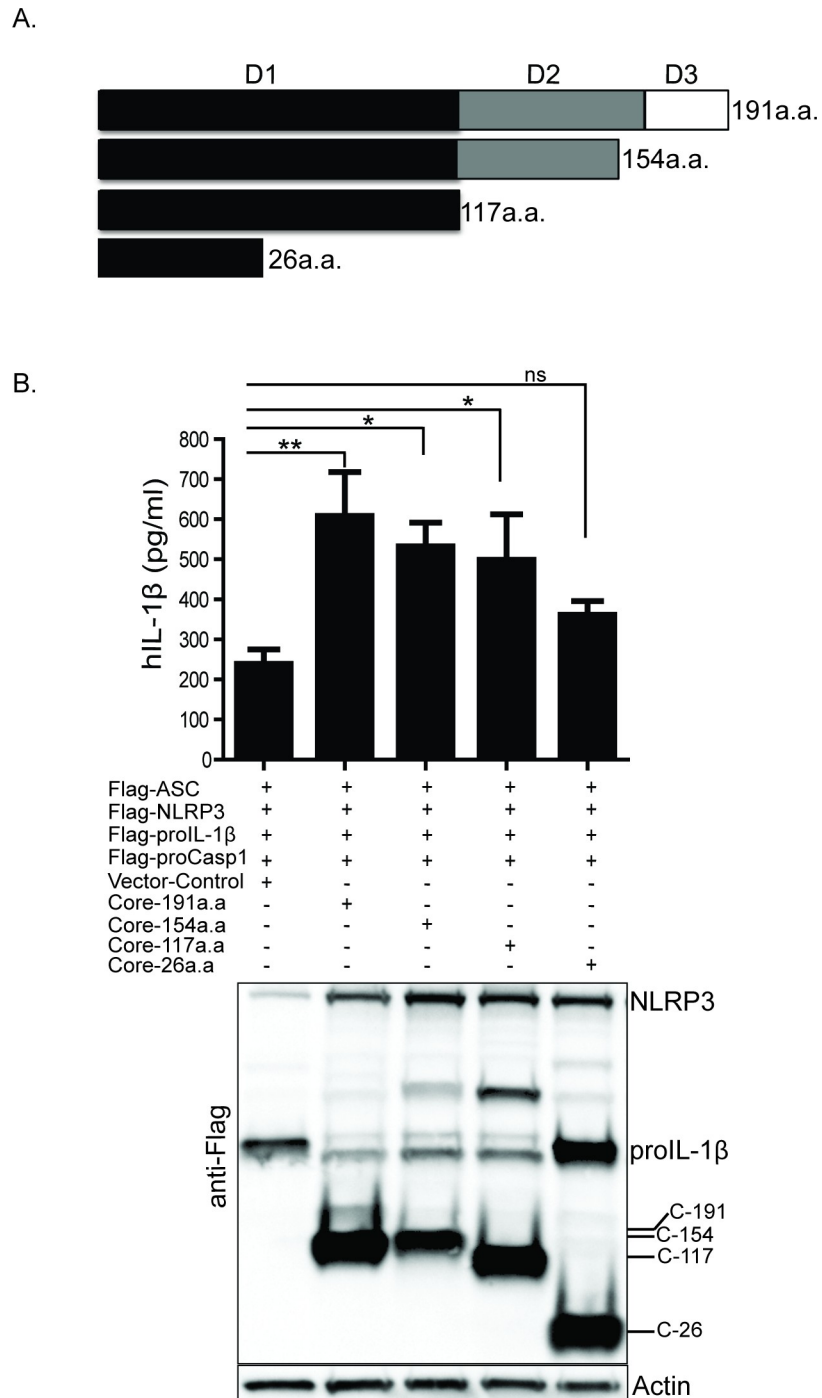 A.
D1 D2 D3
191a.a.
154a.a.
117a.a.
26a.a.
B.
ns
*
*
**
hIL-1β (pg/ml)
800
700
600
500
400
300
200
100
0
Flag-ASC + + + + +
Flag-NLRP3 + + + + +
Flag-proIL-1β + + + + +
Flag-proCasp1 + + + + +
Vector-Control + - - - -
Core-191a.a - + - - -
Core-154a.a - - + - -
Core-117a.a - - - + -
Core-26a.a - - - - +
anti-Flag
NLRP3
proIL-1β
C-191
C-154
C-117
C-26
Actin